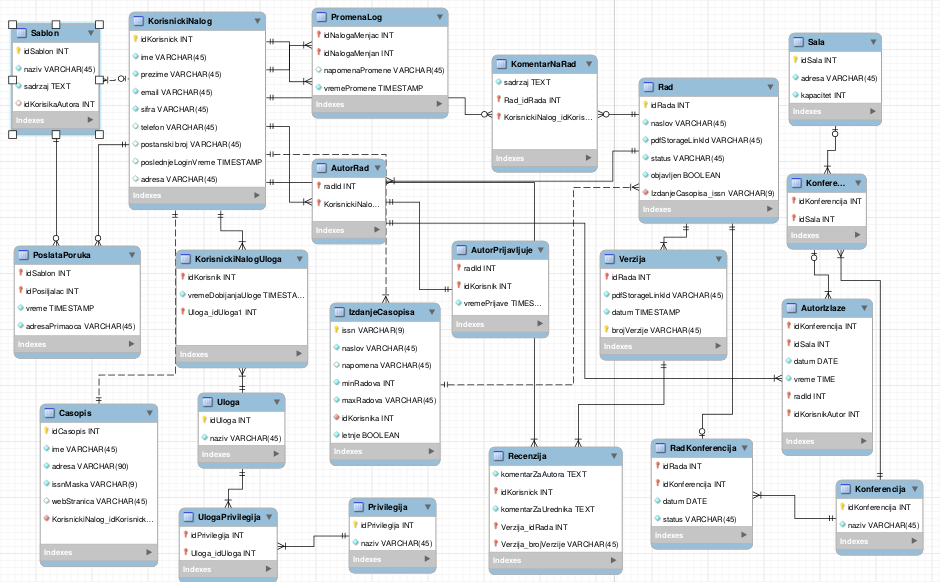 Sablon
idSablon INT
naziv VARCHAR(45)
sadrzaj TEXT
idKorisikaAutora INT
Indexes
KorisnickiNalog
idKorisnick INT
ime VARCHAR(45)
prezime VARCHAR(45)
email VARCHAR(45)
sifra VARCHAR(45)
telefon VARCHAR(45)
postanski broj VARCHAR(45)
poslednjeLoginVreme TIMESTAMP
adresa VARCHAR(45)
Indexes
PromenaLog
idNalogaMenjac INT
idNalogaMenjan INT
napomenaPromene VARCHAR(45)
vremePromene TIMESTAMP
Indexes
KomentarNaRad
sadrzaj TEXT
Rad_idRada INT
KorisnickiNalog_idKoris...
Indexes
Rad
idRada INT
naslov VARCHAR(45)
pdfStorageLinkId VARCHAR(45)
status VARCHAR(45)
objavljen BOOLEAN
IzdanjeCasopisa_issn VARCHAR(9)
Indexes
Sala
idSala INT
adresa VARCHAR(45)
kapacitet INT
Indexes
AutorRad
radId INT
KorisnickiNalo...
Indexes
Konfere...
idKonferencija INT
idSala INT
Indexes
PoslataPoruka
idSablon INT
idPosiljalac INT
vreme TIMESTAMP
adresaPrimaoca VARCHAR(45)
Indexes
KorisnickiNalogUloga
idKorisnik INT
vremeDobijanjaUloge TIMESTA...
Uloga_idUloga1 INT
Indexes
AutorPrijavljuje
radId INT
idKorisnik INT
vremePrijave TIMES...
Indexes
Verzija
idRada INT
pdfStorageLinkId VARCHAR(45)
datum TIMESTAMP
brojVerzije VARCHAR(45)
Indexes
IzdanjeCasopisa
issn VARCHAR(9)
naslov VARCHAR(45)
napomena VARCHAR(45)
minRadova INT
maxRadova VARCHAR(45)
idKorisnika INT
letnje BOOLEAN
Indexes
AutorIzlaze
idKonferencija INT
idSala INT
datum DATE
vreme TIME
radId INT
idKorisnikAutor INT
Indexes
Casopis
idCasopis INT
ime VARCHAR(45)
adresa VARCHAR(90)
issnMaska VARCHAR(9)
webStranica VARCHAR(45)
KorisnickiNalog_idKorisnick...
Indexes
Uloga
idUloga INT
naziv VARCHAR(45)
Indexes
Recenzija
komentarZaAutora TEXT
idKorisnick INT
komentarZaUrednika TEXT
Verzija_idRada INT
Verzija_brojVerzije VARCHAR(45)
Indexes
RadKonferencija
idRada INT
idKonferencija INT
datum DATE
status VARCHAR(45)
Indexes
Konferencija
idKonferencija INT
naziv VARCHAR(45)
Indexes
UlogaPrivilegija
idPrivilegija INT
Uloga_idUloga INT
Indexes
Privilegija
idPrivilegija INT
naziv VARCHAR(45)
Indexes